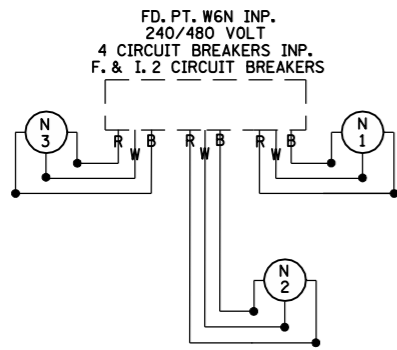 FD. PT. W6N INP.
240/480 VOLT
4 CIRCUIT BREAKERS INP.
F. & I. 2 CIRCUIT BREAKERS
N
3
R
W
B
R
W
B
R
W
B
N
1
N
2